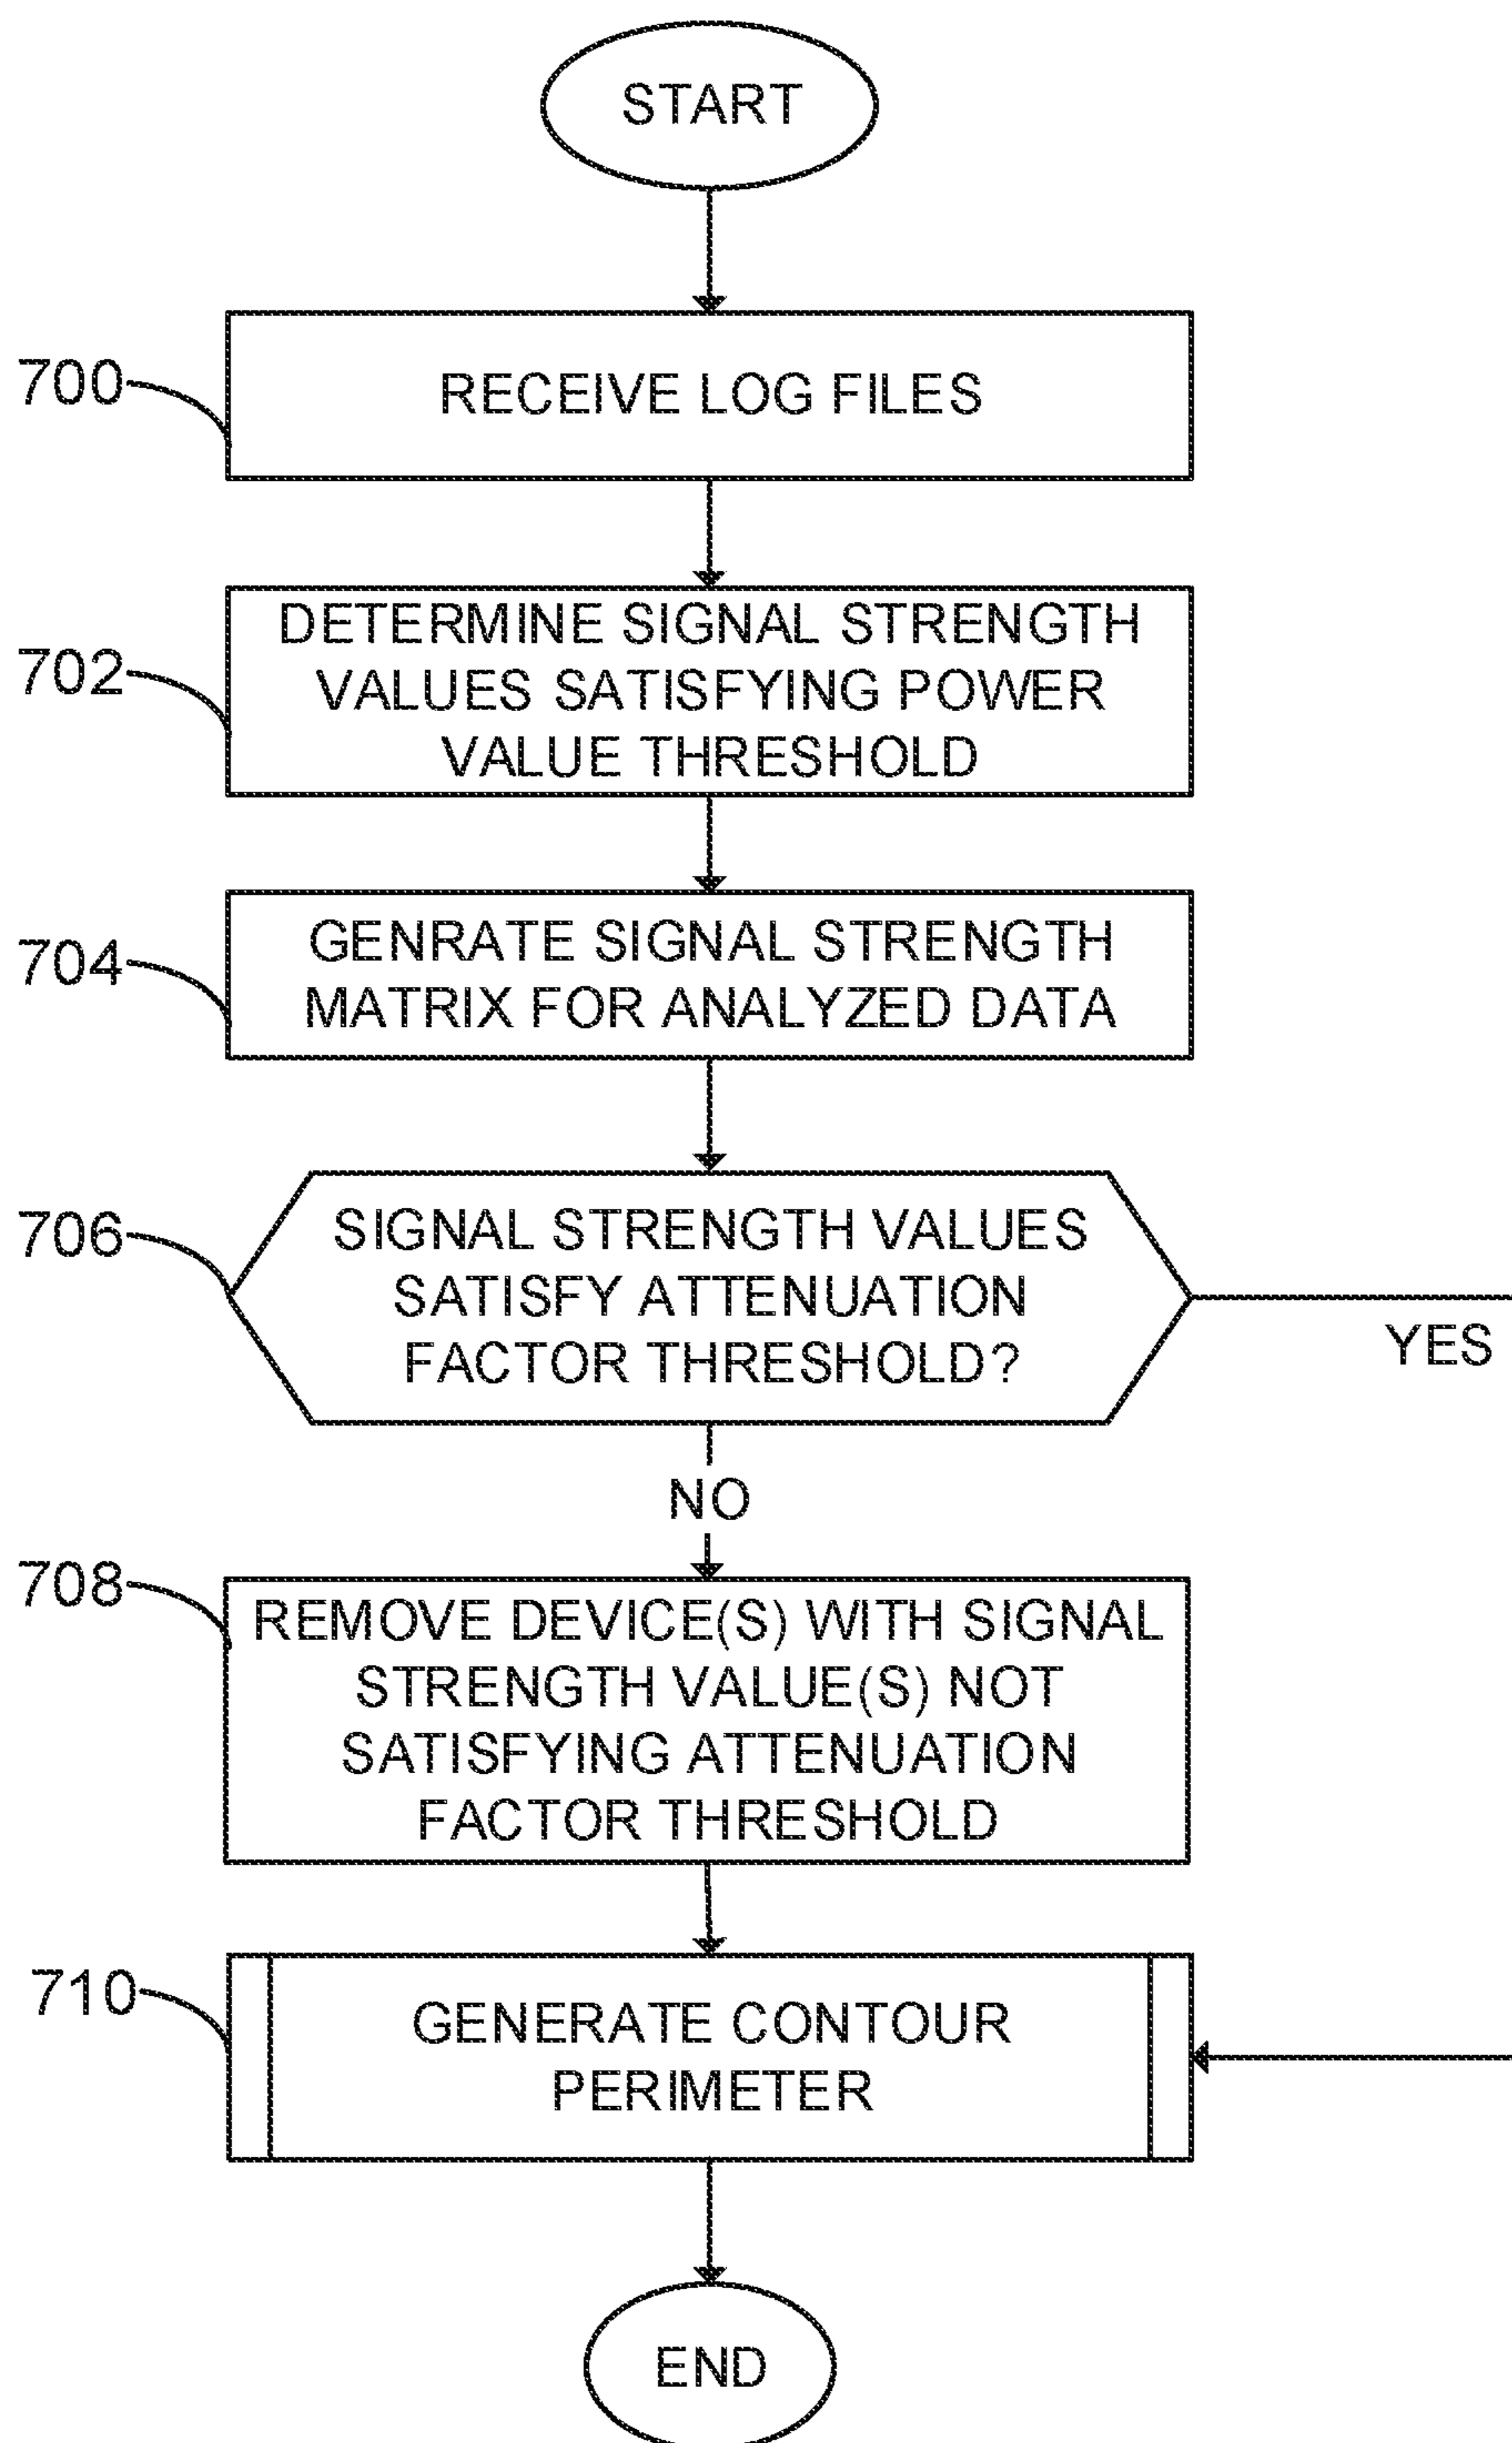 START
700
RECEIVE LOG FILES
702
DETERMINE SIGNAL STRENGTH
VALUES SATISFYING POWER
VALUE THRESHOLD
704
GENRATE SIGNAL STRENGTH
MATRIX FOR ANALYZED DATA
706
SIGNAL STRENGTH VALUES
SATISFY ATTENUATION
FACTOR THRESHOLD?
YES
NO
708
REMOVE DEVICE(S) WITH SIGNAL
STRENGTH VALUE(S) NOT
SATISFYING ATTENUATION
FACTOR THRESHOLD
710
GENERATE CONTOUR
PERIMETER
END